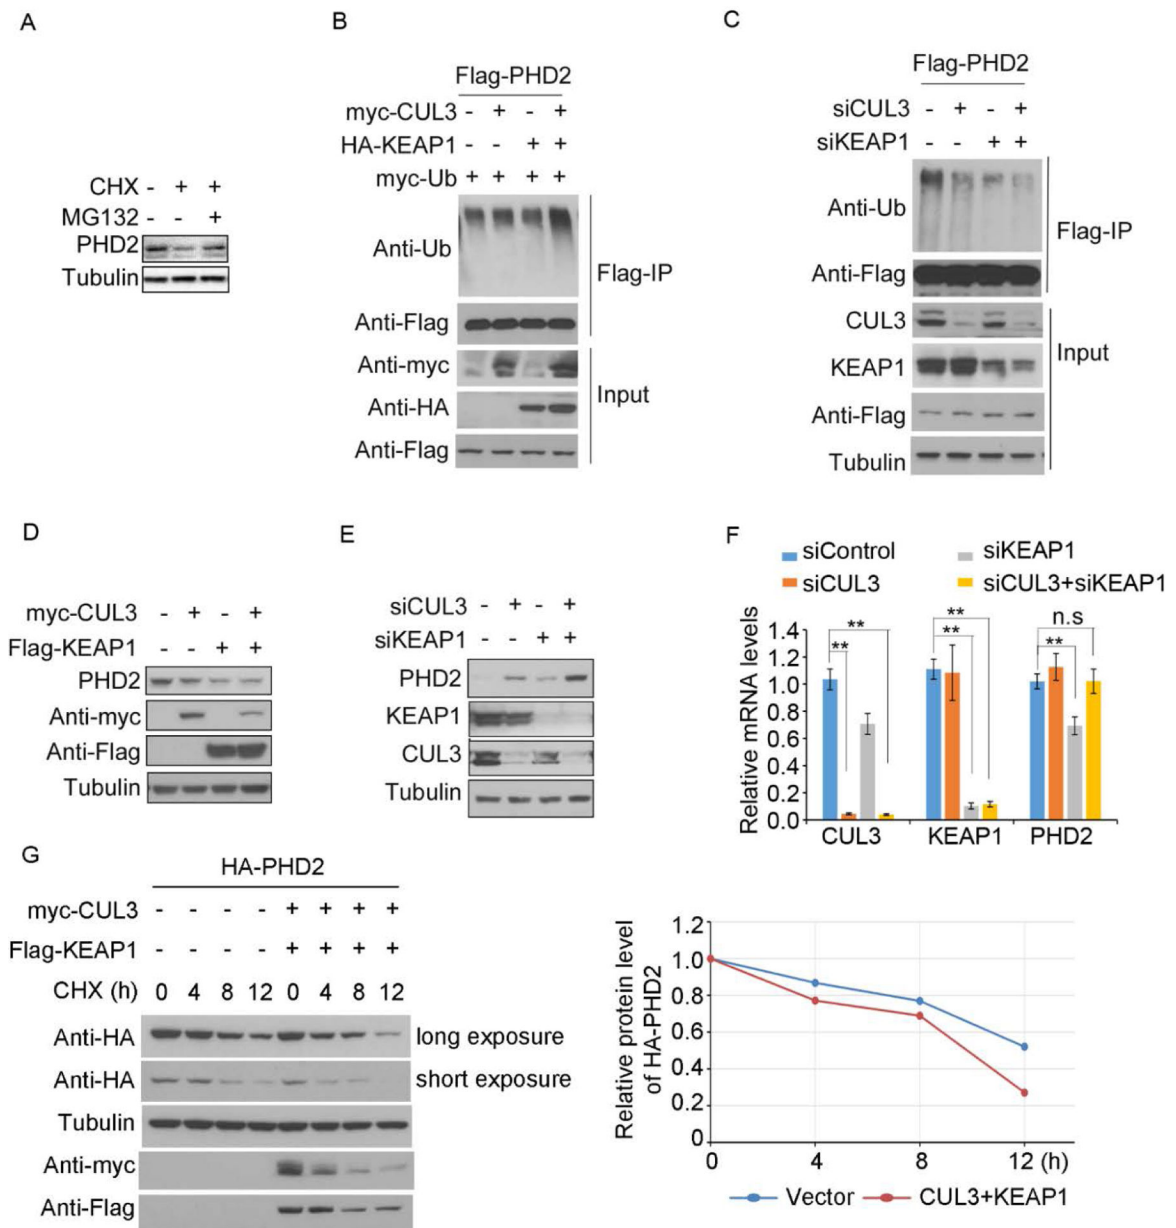 A
CHX - + +
MG132 - - +
PHD2
Tubulin
B
Flag-PHD2
myc-CUL3 - + - +
HA-KEAP1 - - + +
myc-Ub + + + +
Anti-Ub
Flag-IP
Anti-Flag
Anti-myc
Anti-HA
Input
Anti-Flag
C
Flag-PHD2
siCUL3 - + - +
siKEAP1 - - + +
Anti-Ub
Flag-IP
Anti-Flag
CUL3
KEAP1
Input
Anti-Flag
Tubulin
D
myc-CUL3 - + - +
Flag-KEAP1 - - + +
PHD2
Anti-myc
Anti-Flag
Tubulin
E
siCUL3 - + - +
siKEAP1 - - + +
PHD2
KEAP1
CUL3
Tubulin
F
siControl siKEAP1
siCUL3 siCUL3+siKEAP1
Relative mRNA levels
1.4
1.2
1.0
0.8
0.6
0.4
0.2
0.0
** ** ** ** ** n.s
CUL3 KEAP1 PHD2
G
HA-PHD2
myc-CUL3 - - - - + + + +
Flag-KEAP1 - - - - + + + +
CHX (h) 0 4 8 12 0 4 8 12
Anti-HA long exposure
Anti-HA short exposure
Tubulin
Anti-myc
Anti-Flag
Relative protein level
of HA-PHD2
1.2
1.0
0.8
0.6
0.4
0.2
0
0 4 8 12 (h)
Vector CUL3+KEAP1